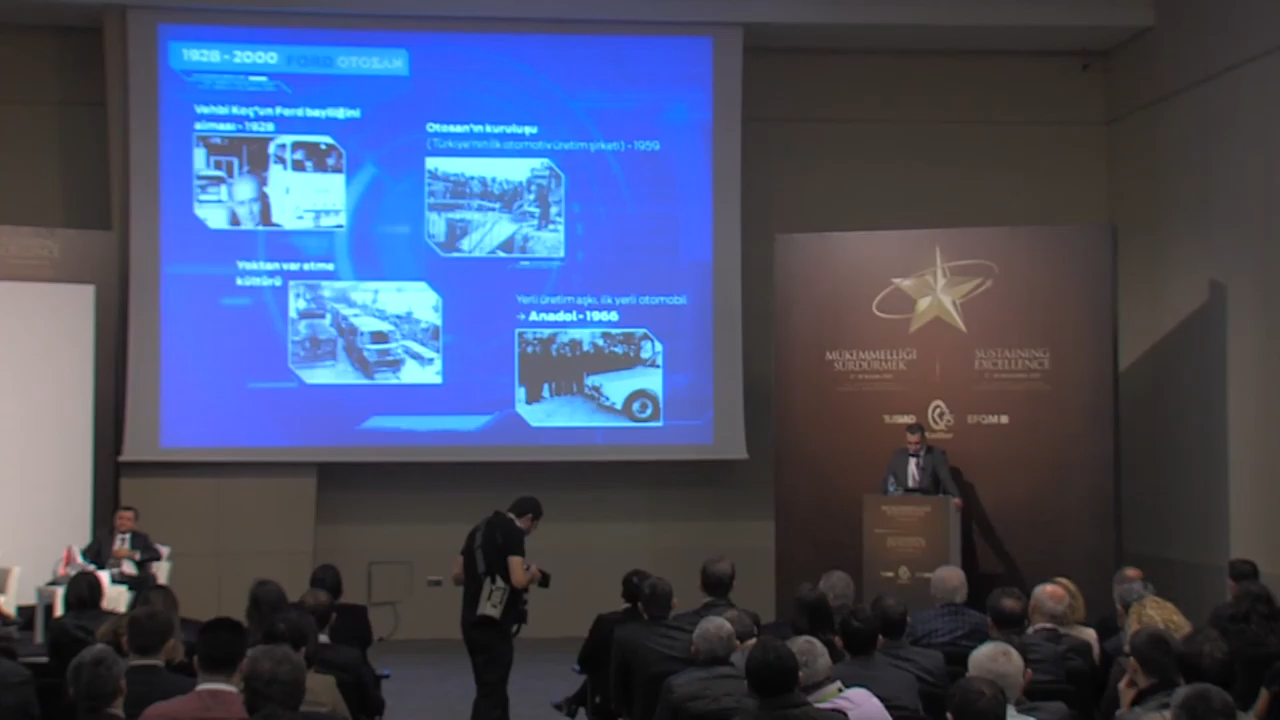 1928 - 2000 FORD OTOSAN
Vehbi Koç'un Ford bayiliğini
alması - 1928
Otosan'ın kuruluşu
(Türkiye'nin ilk otomotiv üretim şirketi) - 1959
Yoktan var etme
kültürü
Yerli üretim aşkı, ilk yerli otomobil
→ Anadol - 1966
MÜKEMMELLİĞİ
SÜRDÜRMEK
SUSTAINING
EXCELLENCE
TÜSİAD
EFQM